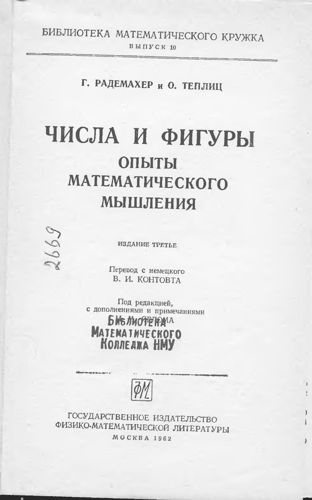 БИБЛИОТЕКА МАТЕМАТИЧЕСКОГО КРУЖКА
ВЫПУСК 10
Г. РАДЕМАХЕР и О. ТЕПЛИЦ
ЧИСЛА И ФИГУРЫ
ОПЫТЫ
МАТЕМАТИЧЕСКОГО
МЫШЛЕНИЯ
2669
ИЗДАНИЕ ТРЕТЬЕ
Перевод с немецкого
В. И. КОНТОВТА
Под редакцией,
с дополнениями и примечаниями
Библиотека
Математического
Колледжа НМУ
ФМ
ГОСУДАРСТВЕННОЕ ИЗДАТЕЛЬСТВО
ФИЗИКО-МАТЕМАТИЧЕСКОЙ ЛИТЕРАТУРЫ
МОСКВА 1962